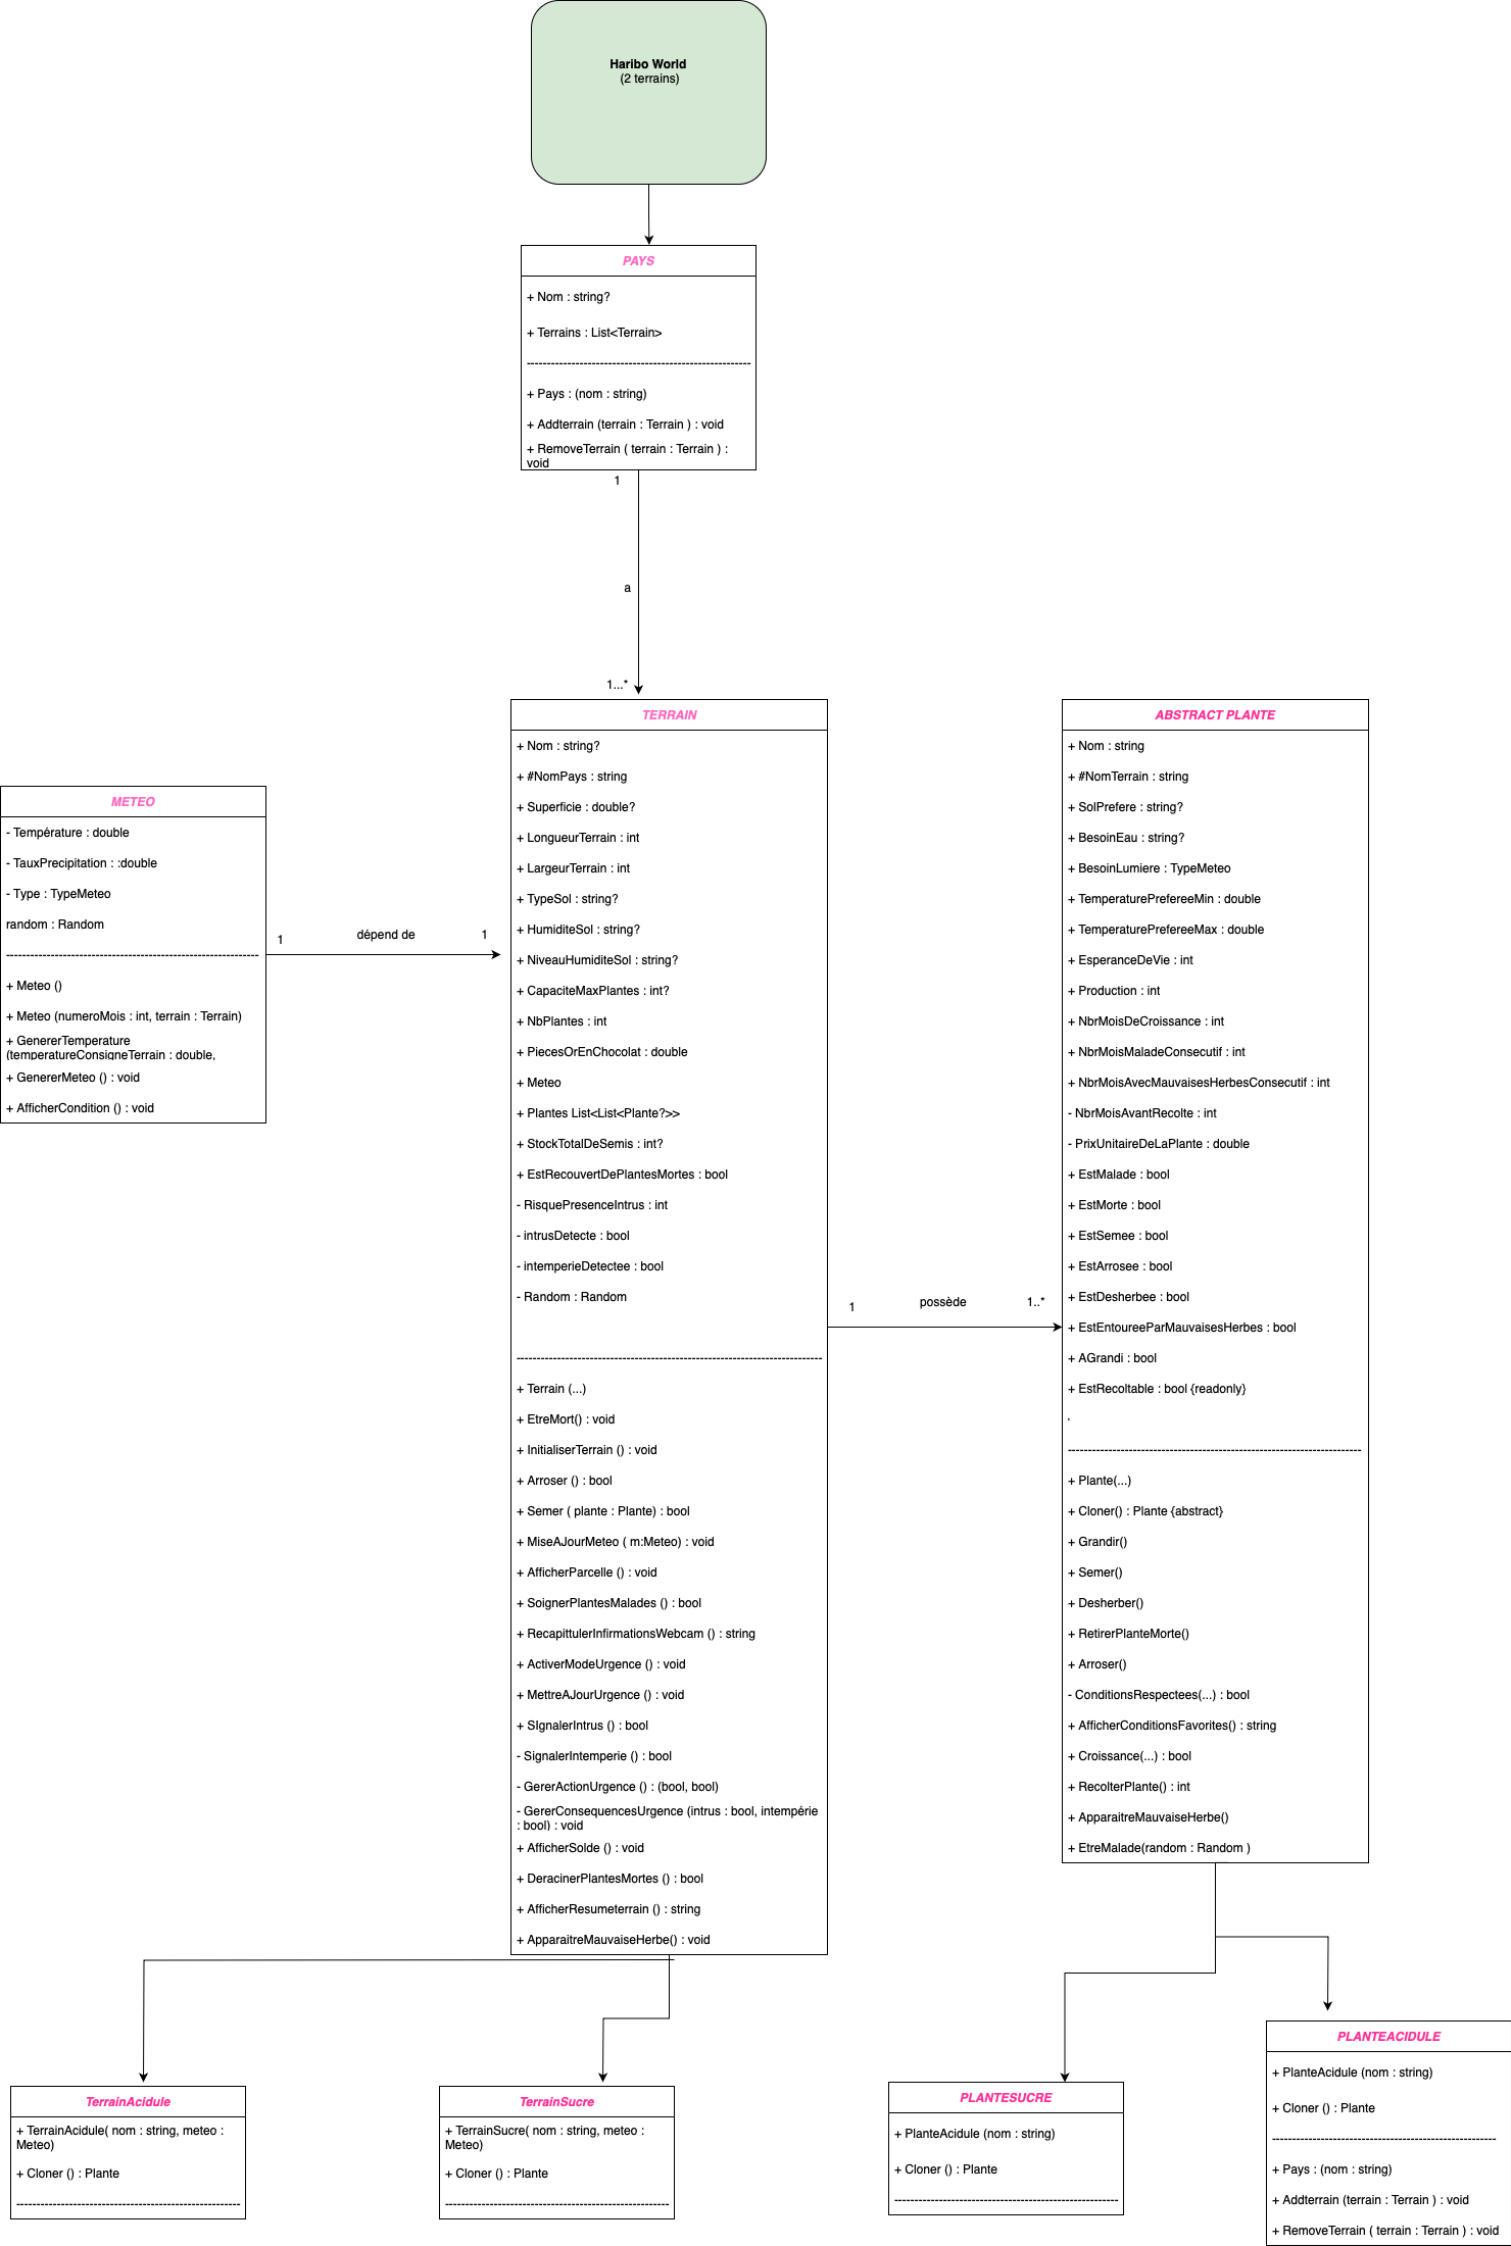 Haribo World
(2 terrains)
PAYS
+ Nom : string?
+ Terrains : List<Terrain>
--------------------------------------------------------
+ Pays : (nom : string)
+ Addterrain (terrain : Terrain ) : void
+ RemoveTerrain ( terrain : Terrain ) :
void
1
a
1...*
METEO
- Température : double
- TauxPrecipitation : :double
- Type : TypeMeteo
random : Random
---------------------------------------------------------------
+ Meteo ()
+ Meteo (numeroMois : int, terrain : Terrain)
+ GenererTemperature
(temperatureConsigneTerrain : double,
+ GenererMeteo () : void
+ AfficherCondition () : void
1
dépend de
1
TERRAIN
+ Nom : string?
+ #NomPays : string
+ Superficie : double?
+ LongueurTerrain : int
+ LargeurTerrain : int
+ TypeSol : string?
+ HumiditeSol : string?
+ NiveauHumiditeSol : string?
+ CapaciteMaxPlantes : int?
+ NbPlantes : int
+ PiecesOrEnChocolat : double
+ Meteo
+ Plantes List<List<Plante?>>
+ StockTotalDeSemis : int?
+ EstRecouvertDePlantesMortes : bool
- RisquePresenceIntrus : int
- intrusDetecte : bool
- intemperieDetectee : bool
- Random : Random
----------------------------------------------------------------------------
+ Terrain (...)
+ EtreMort() : void
+ InitialiserTerrain () : void
+ Arroser () : bool
+ Semer ( plante : Plante) : bool
+ MiseAJourMeteo ( m:Meteo) : void
+ AfficherParcelle () : void
+ SoignerPlantesMalades () : bool
+ RecapittulerInfirmationsWebcam () : string
+ ActiverModeUrgence () : void
+ MettreAJourUrgence () : void
+ SIgnalerIntrus () : bool
- SignalerIntemperie () : bool
- GererActionUrgence () : (bool, bool)
- GererConsequencesUrgence (intrus : bool, intempérie
: bool) : void
+ AfficherSolde () : void
+ DeracinerPlantesMortes () : bool
+ AfficherResumeterrain () : string
+ ApparaitreMauvaiseHerbe() : void
1
possède
1..*
ABSTRACT PLANTE
+ Nom : string
+ #NomTerrain : string
+ SolPrefere : string?
+ BesoinEau : string?
+ BesoinLumiere : TypeMeteo
+ TemperaturePrefereeMin : double
+ TemperaturePrefereeMax : double
+ EsperanceDeVie : int
+ Production : int
+ NbrMoisDeCroissance : int
+ NbrMoisMaladeConsecutif : int
+ NbrMoisAvecMauvaisesHerbesConsecutif : int
- NbrMoisAvantRecolte : int
- PrixUnitaireDeLaPlante : double
+ EstMalade : bool
+ EstMorte : bool
+ EstSemee : bool
+ EstArrosee : bool
+ EstDesherbee : bool
+ EstEntoureeParMauvaisesHerbes : bool
+ AGrandi : bool
+ EstRecoltable : bool {readonly}
-------------------------------------------------------------------------
+ Plante(...)
+ Cloner() : Plante {abstract}
+ Grandir()
+ Semer()
+ Desherber()
+ RetirerPlanteMorte()
+ Arroser()
- ConditionsRespectees(...) : bool
+ AfficherConditionsFavorites() : string
+ Croissance(...) : bool
+ RecolterPlante() : int
+ ApparaitreMauvaiseHerbe()
+ EtreMalade(random : Random )
TerrainAcidule
+ TerrainAcidule( nom : string, meteo :
Meteo)
+ Cloner () : Plante
--------------------------------------------------------
TerrainSucre
+ TerrainSucre( nom : string, meteo :
Meteo)
+ Cloner () : Plante
--------------------------------------------------------
PLANTESUCRE
+ PlanteAcidule (nom : string)
+ Cloner () : Plante
--------------------------------------------------------
PLANTEACIDULE
+ PlanteAcidule (nom : string)
+ Cloner () : Plante
--------------------------------------------------------
+ Pays : (nom : string)
+ Addterrain (terrain : Terrain ) : void
+ RemoveTerrain ( terrain : Terrain ) : void